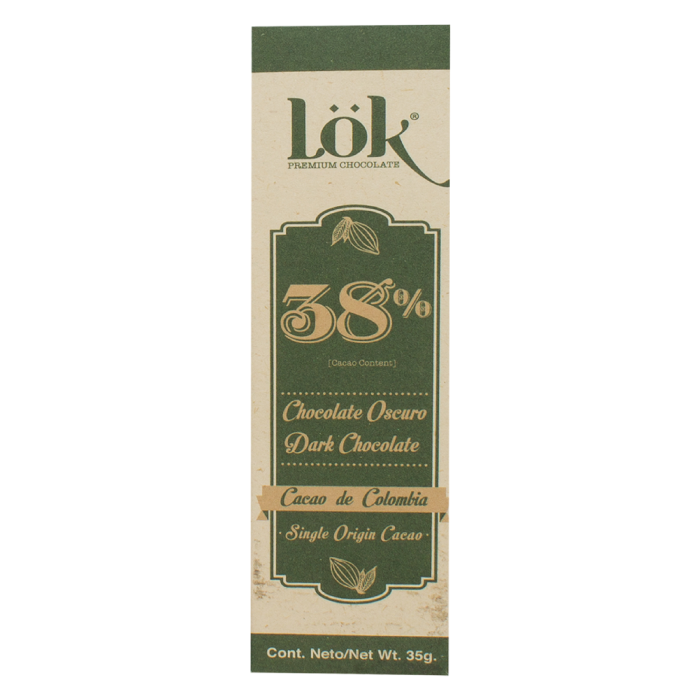 lök®
PREMIUM CHOCOLATE
38%
[Cacao Content]
Chocolate Oscuro
Dark Chocolate
Cacao de Colombia
· Single Origin Cacao ·
Cont. Neto/Net Wt. 35g.